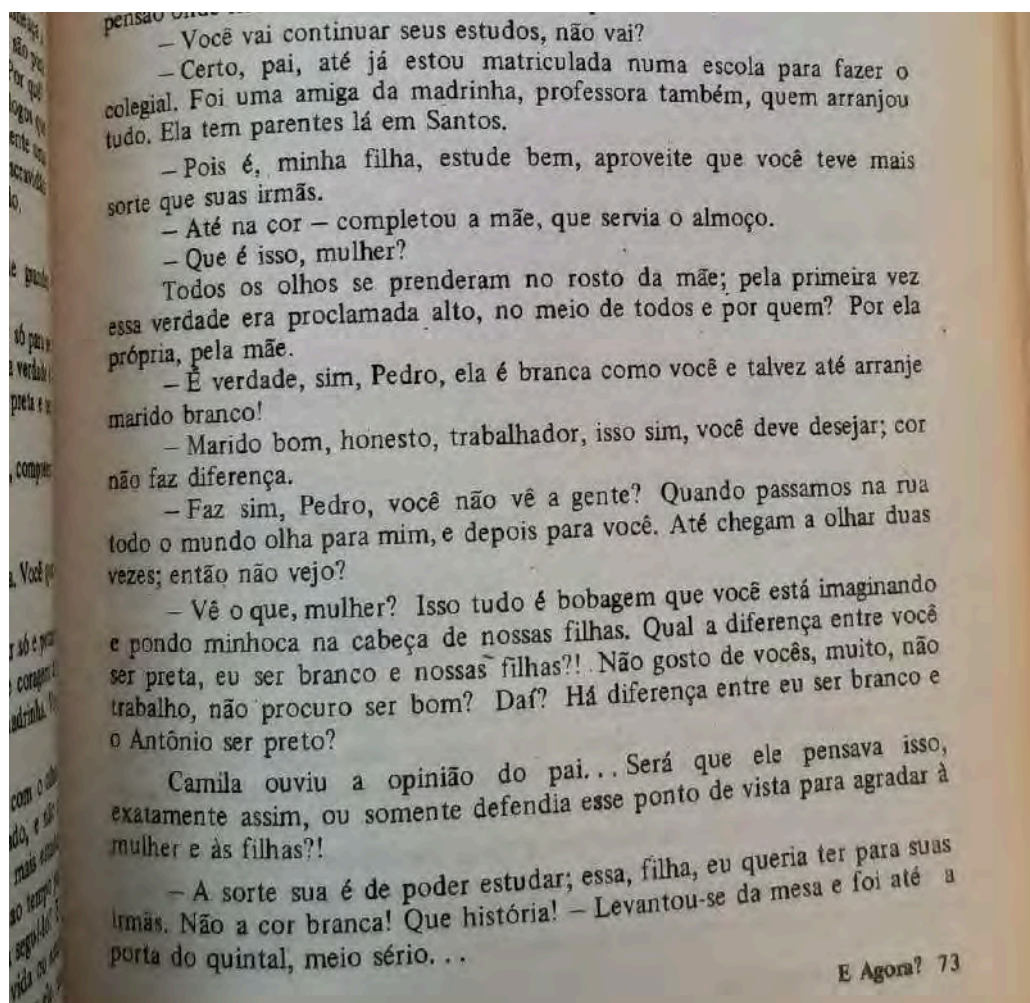 pensão
— Você vai continuar seus estudos, não vai?
— Certo, pai, até já estou matriculada numa escola para fazer o
colegial. Foi uma amiga da madrinha, professora também, quem arranjou
tudo. Ela tem parentes lá em Santos.
— Pois é, minha filha, estude bem, aproveite que você teve mais
sorte que suas irmãs.
— Até na cor — completou a mãe, que servia o almoço.
— Que é isso, mulher?
Todos os olhos se prenderam no rosto da mãe; pela primeira vez
essa verdade era proclamada alto, no meio de todos e por quem? Por ela
própria, pela mãe.
— É verdade, sim, Pedro, ela é branca como você e talvez até arranje
marido branco!
— Marido bom, honesto, trabalhador, isso sim, você deve desejar; cor
não faz diferença.
— Faz sim, Pedro, você não vê a gente? Quando passamos na rua
todo o mundo olha para mim, e depois para você. Até chegam a olhar duas
vezes; então não vejo?
— Vê o que, mulher? Isso tudo é bobagem que você está imaginando
e pondo minhoca na cabeça de nossas filhas. Qual a diferença entre você
ser preta, eu ser branco e nossas filhas?! Não gosto de vocês, muito, não
trabalho, não procuro ser bom? Daí? Há diferença entre eu ser branco e
o Antônio ser preto?
Camila ouviu a opinião do pai... Será que ele pensava isso,
exatamente assim, ou somente defendia esse ponto de vista para agradar à
mulher e às filhas?!
— A sorte sua é de poder estudar; essa, filha, eu queria ter para suas
irmãs. Não a cor branca! Que história! — Levantou-se da mesa e foi até a
porta do quintal, meio sério...
E Agora? 73